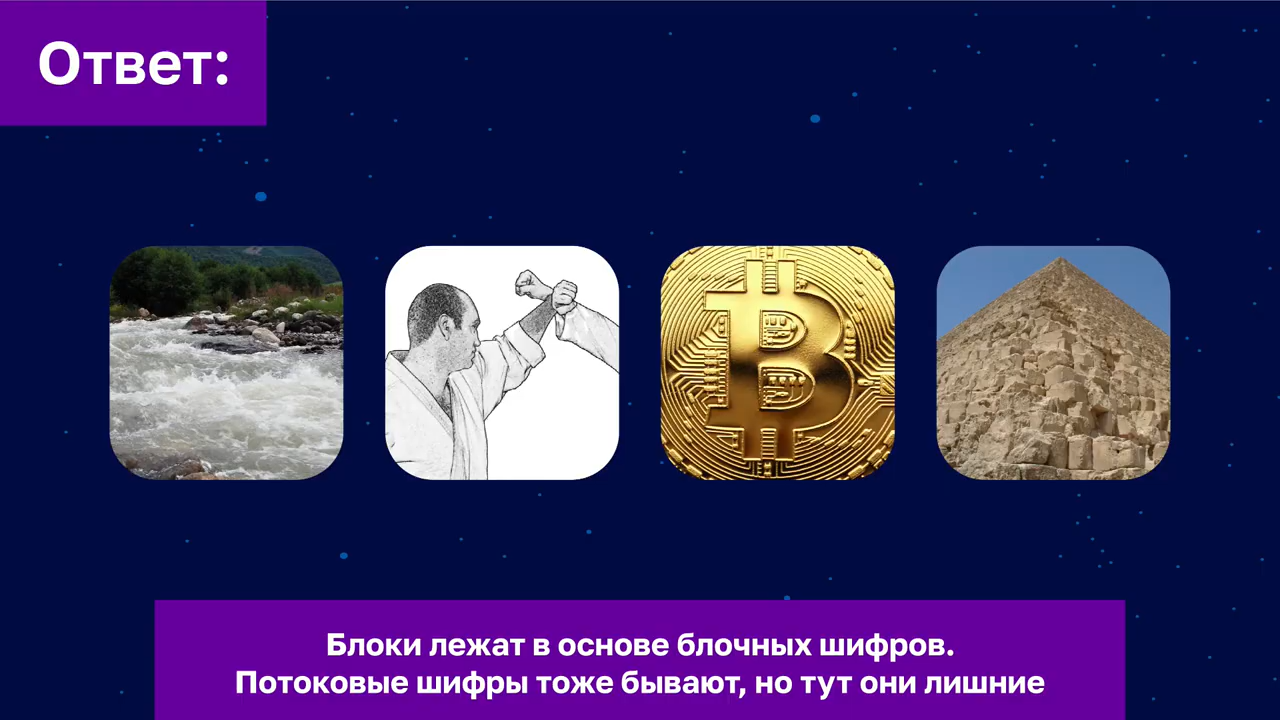 Ответ:
Блоки лежат в основе блочных шифров.
Потоковые шифры тоже бывают, но тут они лишние